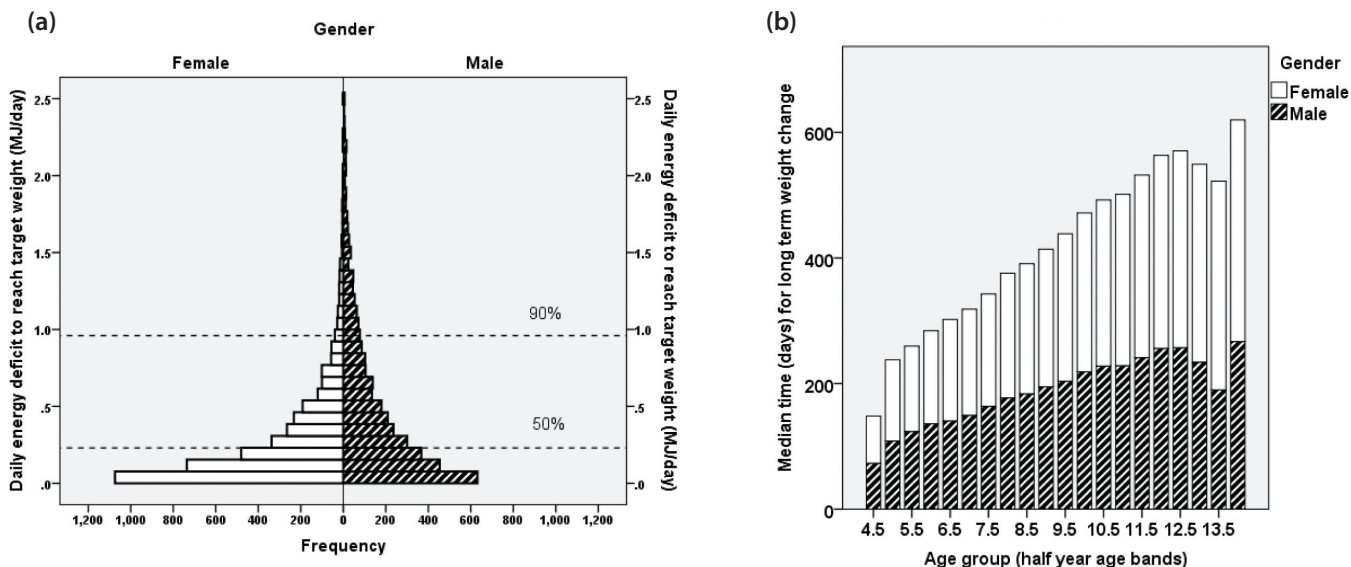 (a)
Gender
Female
Male
Daily energy deficit to reach target weight (MJ/day)
2.5
2.0
1.5
1.0
.5
.0
90%
50%
2.5
2.0
1.5
1.0
.5
.0
Daily energy deficit to reach target weight (MJ/day)
1,200 1,000 800 600 400 200 0 200 400 600 800 1,000 1,200
Frequency
(b)
Median time (days) for long term weight change
600
400
200
0
4.5 5.5 6.5 7.5 8.5 9.5 10.5 11.5 12.5 13.5
Age group (half year age bands)
Gender
Female
Male